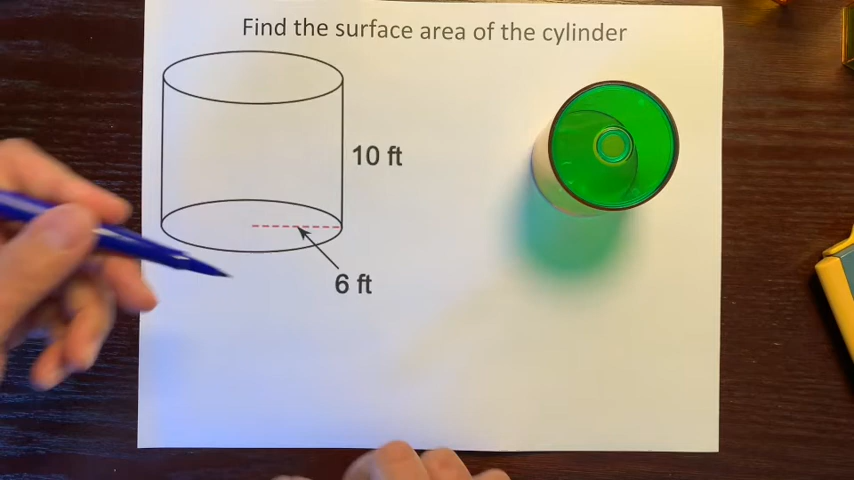 Find the surface area of the cylinder
10 ft
6 ft